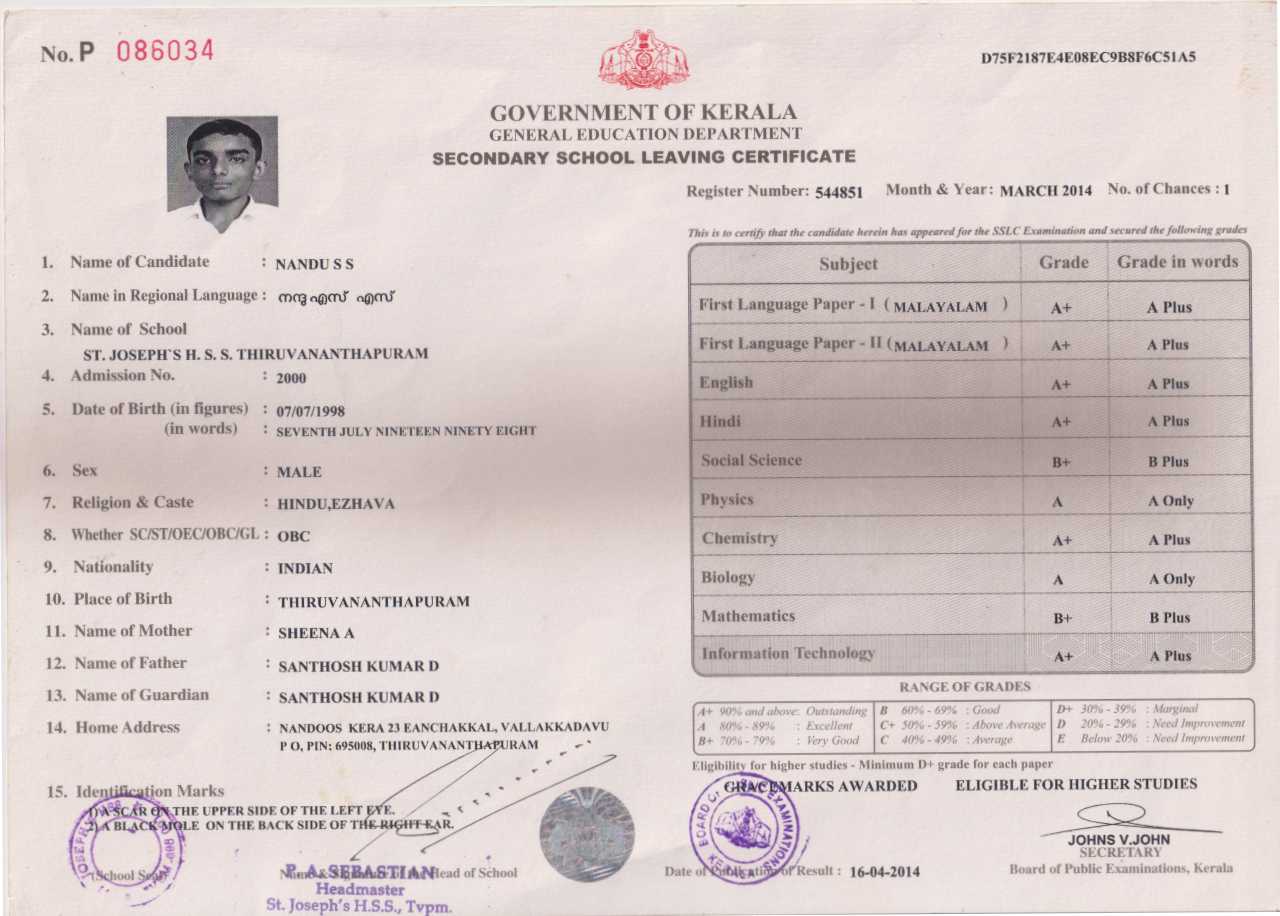 No. P 086034
D75F2187E4E08EC9B8F6C51A5
GOVERNMENT OF KERALA
GENERAL EDUCATION DEPARTMENT
SECONDARY SCHOOL LEAVING CERTIFICATE
Register Number: 544851 Month & Year: MARCH 2014 No. of Chances : 1
1. Name of Candidate : NANDU S S
2. Name in Regional Language : നന്ദു എസ് എസ്
3. Name of School
ST. JOSEPH`S H. S. S. THIRUVANANTHAPURAM
4. Admission No. : 2000
5. Date of Birth (in figures) : 07/07/1998
(in words) : SEVENTH JULY NINETEEN NINETY EIGHT
6. Sex : MALE
7. Religion & Caste : HINDU,EZHAVA
8. Whether SC/ST/OEC/OBC/GL : OBC
9. Nationality : INDIAN
10. Place of Birth : THIRUVANANTHAPURAM
11. Name of Mother : SHEENA A
12. Name of Father : SANTHOSH KUMAR D
13. Name of Guardian : SANTHOSH KUMAR D
14. Home Address : NANDOOS KERA 23 EANCHAKKAL, VALLAKKADAVU
P O, PIN: 695008, THIRUVANANTHAPURAM
15. Identification Marks
1) A SCAR ON THE UPPER SIDE OF THE LEFT EYE.
2) A BLACK MOLE ON THE BACK SIDE OF THE RIGHT EAR.
(School Seal)
Name & Signature of the Head of School
P. A. SEBASTIAN
Headmaster
St. Joseph's H.S.S., Tvpm.
This is to certify that the candidate herein has appeared for the SSLC Examination and secured the following grades
Subject Grade Grade in words
First Language Paper - I ( MALAYALAM ) A+ A Plus
First Language Paper - II ( MALAYALAM ) A+ A Plus
English A+ A Plus
Hindi A+ A Plus
Social Science B+ B Plus
Physics A A Only
Chemistry A+ A Plus
Biology A A Only
Mathematics B+ B Plus
Information Technology A+ A Plus
RANGE OF GRADES
A+ 90% and above: Outstanding B 60% - 69% : Good D+ 30% - 39% : Marginal
A 80% - 89% : Excellent C+ 50% - 59% : Above Average D 20% - 29% : Need Improvement
B+ 70% - 79% : Very Good C 40% - 49% : Average E Below 20% : Need Improvement
Eligibility for higher studies - Minimum D+ grade for each paper
GRACEMARKS AWARDED ELIGIBLE FOR HIGHER STUDIES
BOARD OF EXAMINATIONS
KERALA
JOHNS V.JOHN
SECRETARY
Board of Public Examinations, Kerala
Date of Publication of Result : 16-04-2014